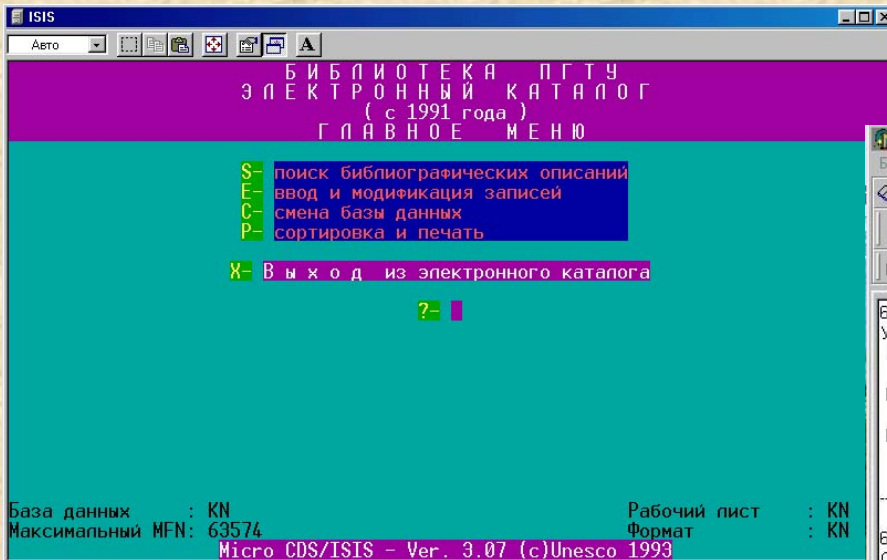 ISIS
Авто
A
Б И Б Л И О Т Е К А П Г Т У
Э Л Е К Т Р О Н Н Ы Й К А Т А Л О Г
( с 1991 года )
Г Л А В Н О Е М Е Н Ю
S- поиск библиографических описаний
E- ввод и модификация записей
C- смена базы данных
P- сортировка и печать
X- В ы х о д из электронного каталога
?-
База данных : KN
Рабочий лист : KN
Максимальный MFN: 63574
Формат : KN
Micro CDS/ISIS - Ver. 3.07 (c)Unesco 1993